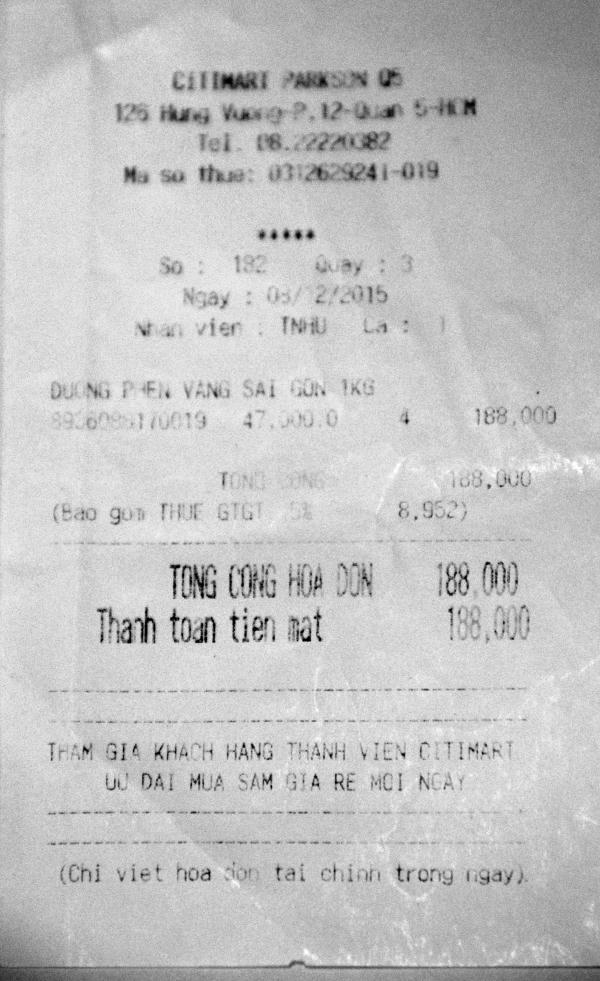 CITIMART PARKSON Q5
126 Hung Vuong-P.12-Quan 5-HCM
Tel. 08.22220382
Ma so thue: 0312629241-019
*****
So : 182 Quay : 3
Ngay : 08/12/2015
Nhan vien : TNHU Ca : 1
DUONG PHEN VANG SAI GON 1KG
47,000.0 4 188,000
TONG CONG 188,000
(Bao gom THUE GTGT 5% 8,952)
TONG CONG HOA DON 188,000
Thanh toan tien mat 188,000
THAM GIA KHACH HANG THANH VIEN CITIMART
UU DAI MUA SAM GIA RE MOI NGAY
(Chi viet hoa don tai chinh trong ngay).